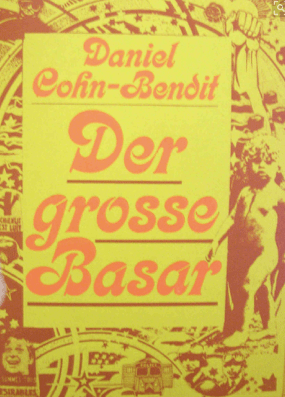 Daniel
Cohn-Bendit
Der
grosse
Basar